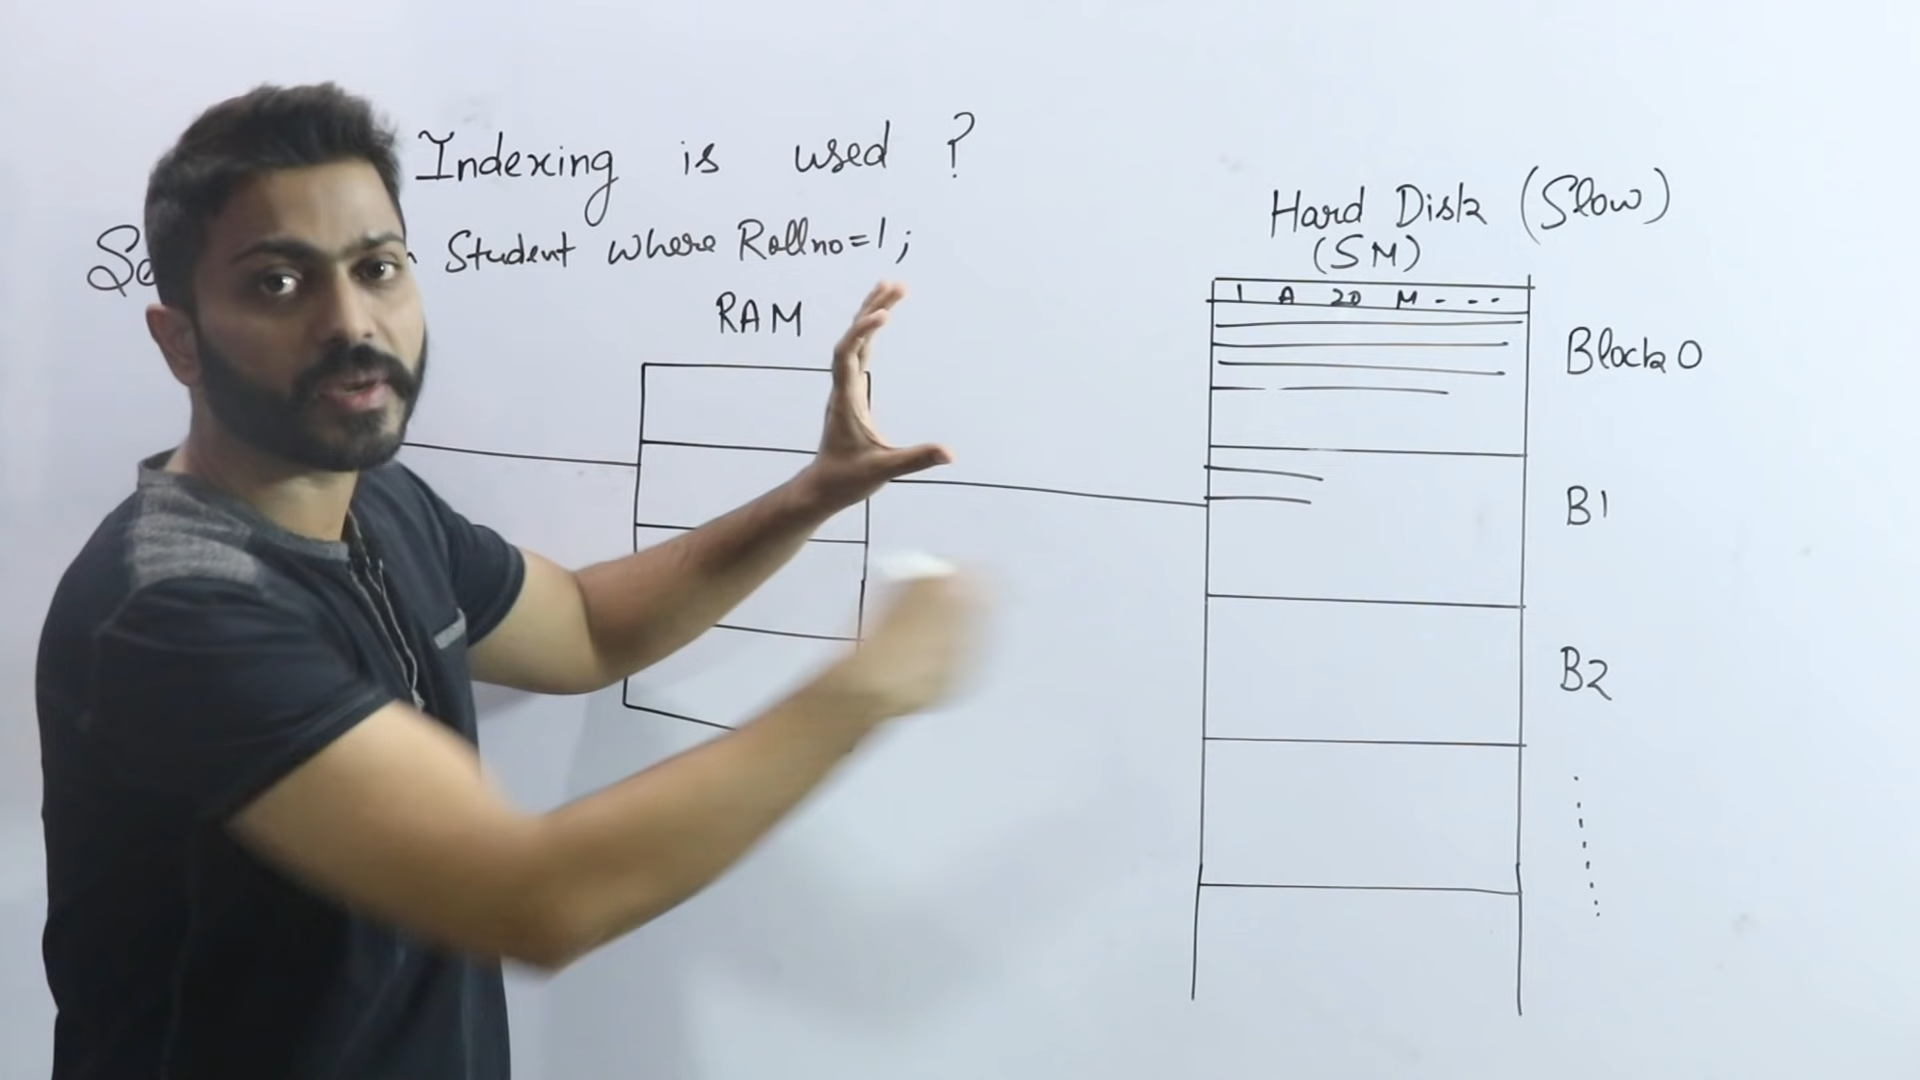 Indexing is used ?
Student where Rollno=1;
RAM
Hard Disk (Slow)
(SM)
1 A 20 M - - -
Block 0
B1
B2